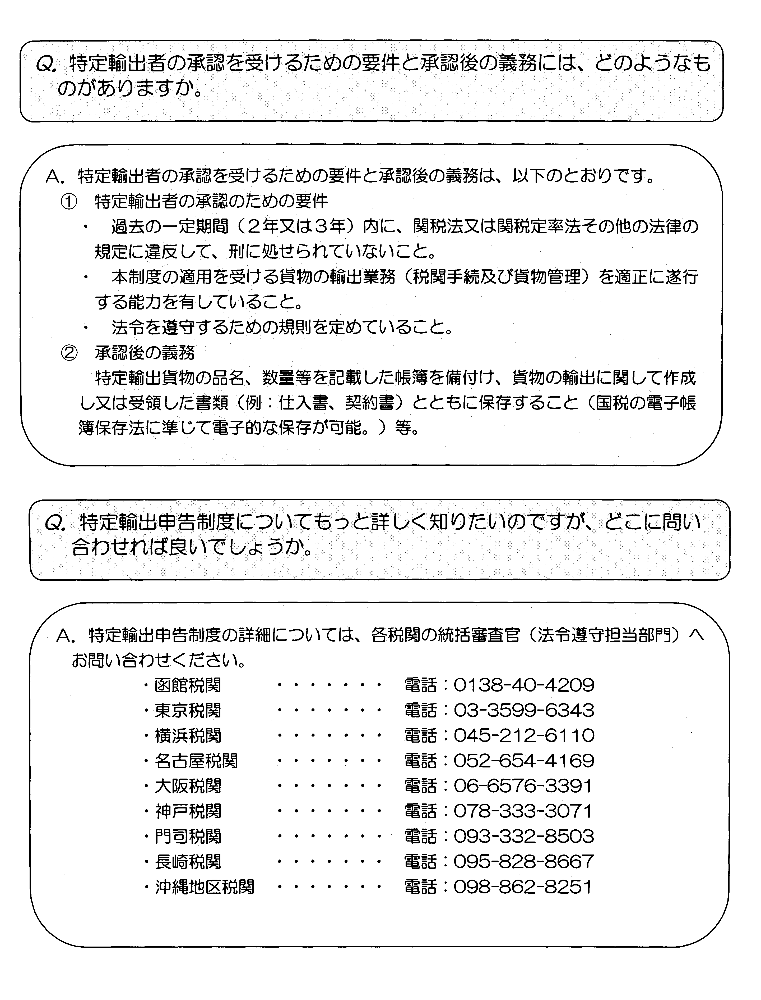 Q. 特定輸出者の承認を受けるための要件と承認後の義務には、どのようなも
のがありますか。
A. 特定輸出者の承認を受けるための要件と承認後の義務は、以下のとおりです。
① 特定輸出者の承認のための要件
・ 過去の一定期間（２年又は３年）内に、関税法又は関税定率法その他の法律の
規定に違反して、刑に処せられていないこと。
・ 本制度の適用を受ける貨物の輸出業務（税関手続及び貨物管理）を適正に遂行
する能力を有していること。
・ 法令を遵守するための規則を定めていること。
② 承認後の義務
特定輸出貨物の品名、数量等を記載した帳簿を備付け、貨物の輸出に関して作成
し又は受領した書類（例：仕入書、契約書）とともに保存すること（国税の電子帳
簿保存法に準じて電子的な保存が可能。）等。
Q. 特定輸出申告制度についてもっと詳しく知りたいのですが、どこに問い
合わせれば良いでしょうか。
A. 特定輸出申告制度の詳細については、各税関の統括審査官（法令遵守担当部門）へ
お問い合わせください。
・函館税関 ・・・・・・・ 電話：0138-40-4209
・東京税関 ・・・・・・・ 電話：03-3599-6343
・横浜税関 ・・・・・・・ 電話：045-212-6110
・名古屋税関 ・・・・・・・ 電話：052-654-4169
・大阪税関 ・・・・・・・ 電話：06-6576-3391
・神戸税関 ・・・・・・・ 電話：078-333-3071
・門司税関 ・・・・・・・ 電話：093-332-8503
・長崎税関 ・・・・・・・ 電話：095-828-8667
・沖縄地区税関 ・・・・・・・ 電話：098-862-8251